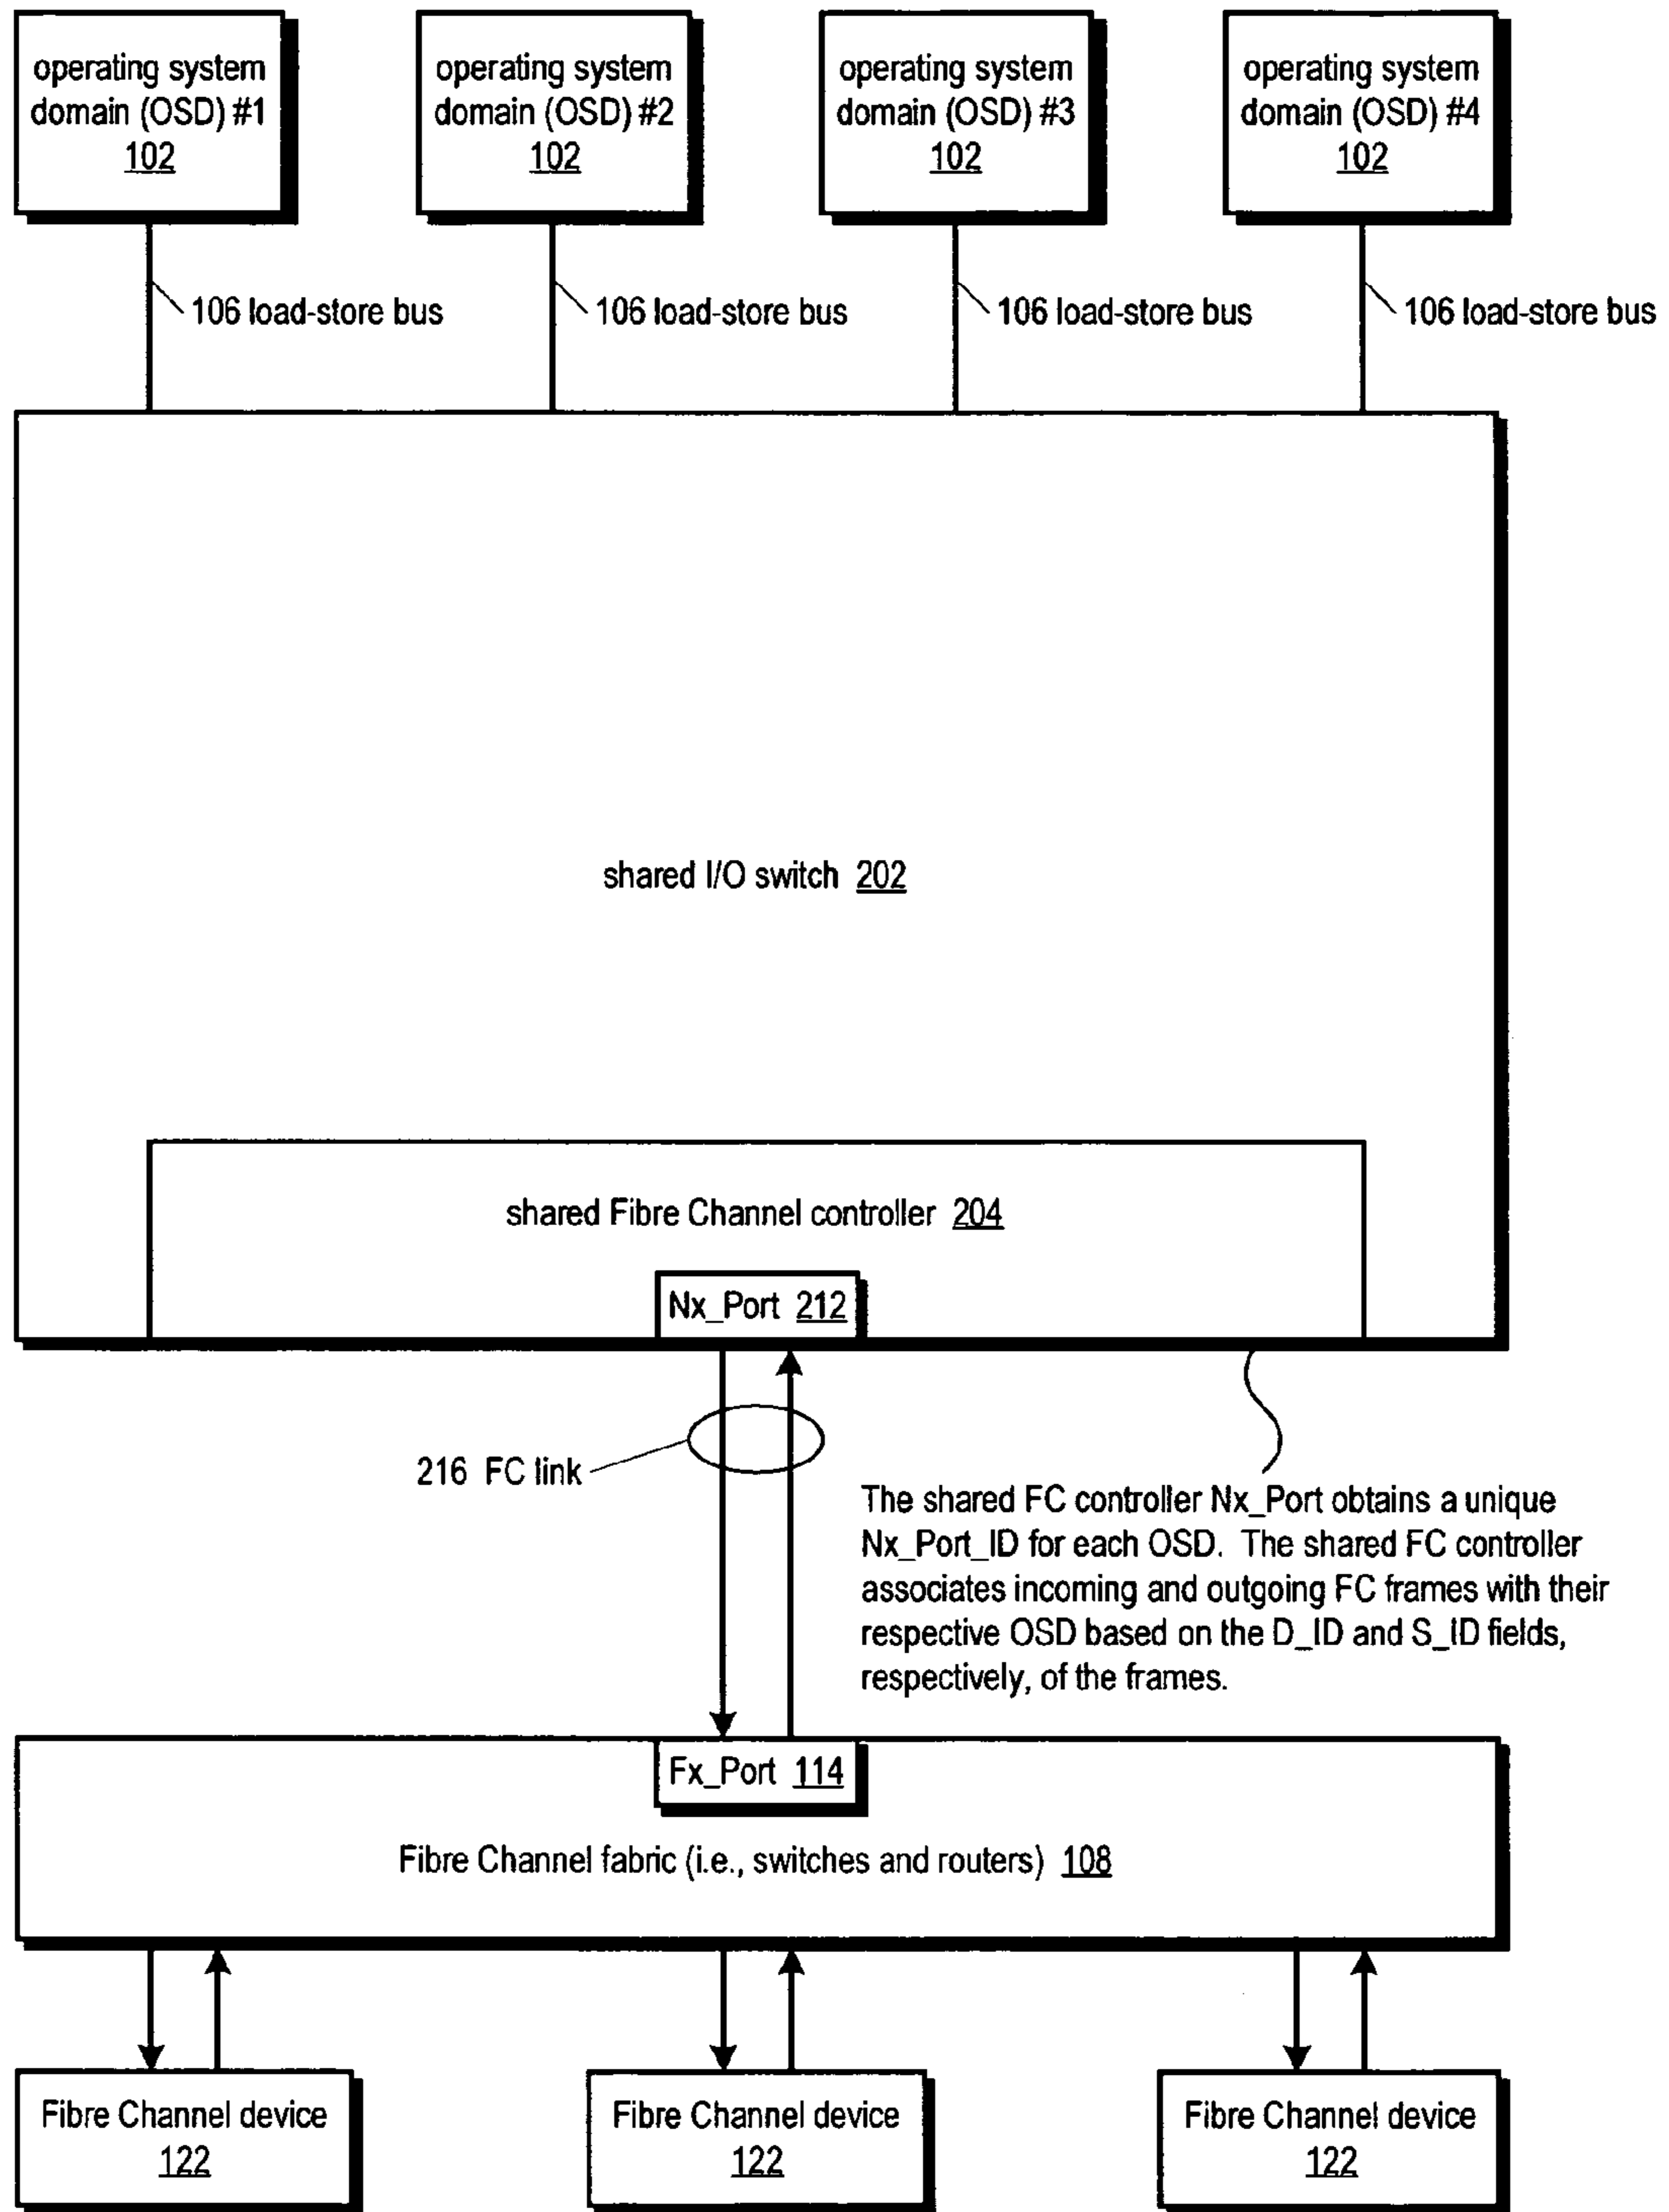 operating system
domain (OSD) #1
102
operating system
domain (OSD) #2
102
operating system
domain (OSD) #3
102
operating system
domain (OSD) #4
102
106 load-store bus
106 load-store bus
106 load-store bus
106 load-store bus
shared I/O switch 202
shared Fibre Channel controller 204
Nx_Port 212
216 FC link
The shared FC controller Nx_Port obtains a unique
Nx_Port_ID for each OSD. The shared FC controller
associates incoming and outgoing FC frames with their
respective OSD based on the D_ID and S_ID fields,
respectively, of the frames.
Fx_Port 114
Fibre Channel fabric (i.e., switches and routers) 108
Fibre Channel device
122
Fibre Channel device
122
Fibre Channel device
122